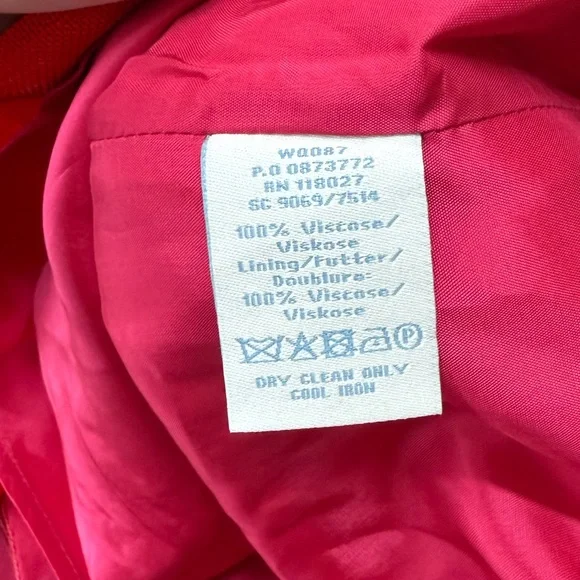 WQ087
P.O 0873772
RN 118027
SC 9069/7514
100% Viscose/
Viskose
Lining/Futter/
Doublure:
100% Viscose/
Viskose
P
DRY CLEAN ONLY
COOL IRON